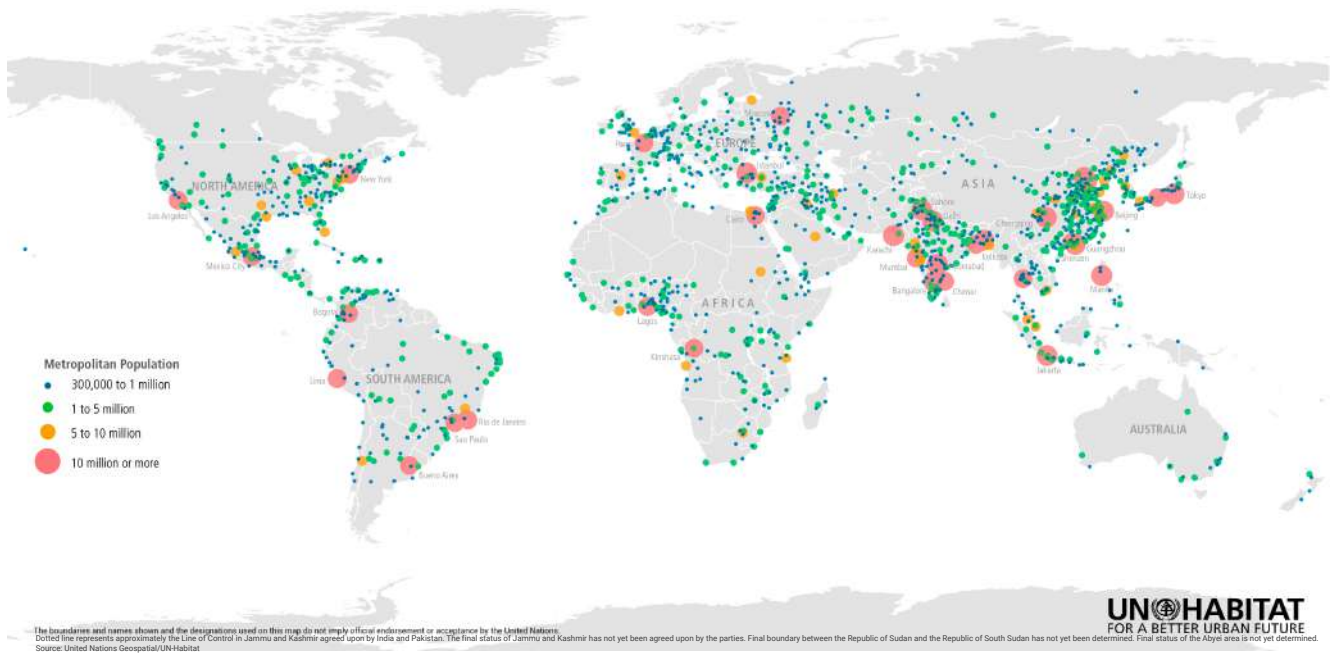 Moscow
EUROPE
Istanbul
NORTH AMERICA
New York
Los Angeles
ASIA
Tokyo
Lahore
Delhi
Cairo
Chongqing
Beijing
Karachi
Guangzhou
Kolkata
Mexico City
Mumbai
Bangalore
Chennai
Manila
AFRICA
Bogota
Lagos
Kinshasa
Jakarta
Lima
SOUTH AMERICA
Rio de Janeiro
Sao Paulo
Buenos Aires
AUSTRALIA
Metropolitan Population
300,000 to 1 million
1 to 5 million
5 to 10 million
10 million or more
UN HABITAT
FOR A BETTER URBAN FUTURE
The boundaries and names shown and the designations used on this map do not imply official endorsement or acceptance by the United Nations.
Dotted line represents approximately the Line of Control in Jammu and Kashmir agreed upon by India and Pakistan. The final status of Jammu and Kashmir has not yet been agreed upon by the parties. Final boundary between the Republic of Sudan and the Republic of South Sudan has not yet been determined. Final status of the Abyei area is not yet determined.
Source: United Nations Geospatial/UN-Habitat